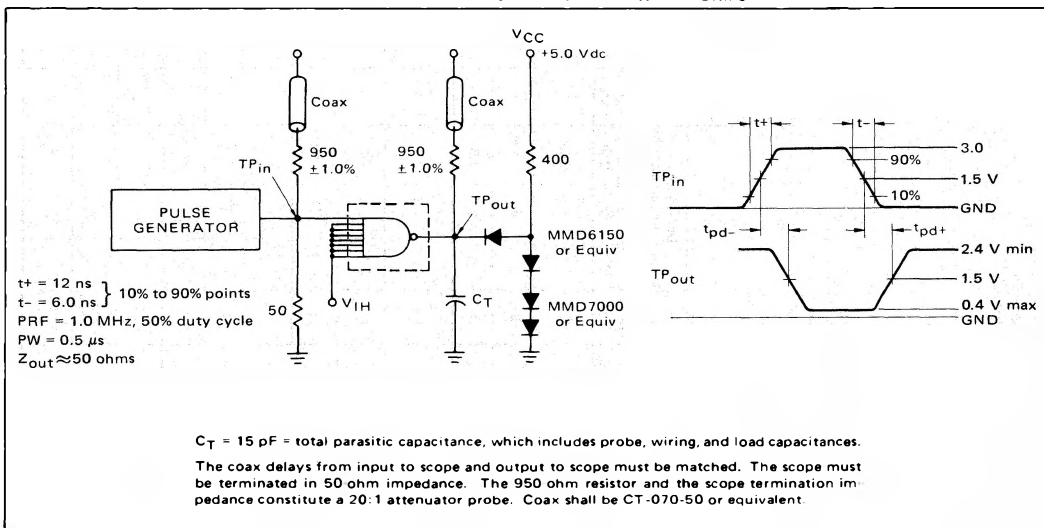 VCC
+5.0 Vdc
Coax
Coax
950
±1.0%
950
±1.0%
400
TPin
TPout
PULSE
GENERATOR
MMD6150
or Equiv
MMD7000
or Equiv
50
VIH
CT
t+ = 12 ns
t- = 6.0 ns
10% to 90% points
PRF = 1.0 MHz, 50% duty cycle
PW = 0.5 μs
Zout ≈50 ohms
t+
t-
3.0
90%
1.5 V
10%
GND
TPin
tpd-
tpd+
2.4 V min
TPout
1.5 V
0.4 V max
GND
CT = 15 pF = total parasitic capacitance, which includes probe, wiring, and load capacitances.
The coax delays from input to scope and output to scope must be matched. The scope must
be terminated in 50-ohm impedance. The 950 ohm resistor and the scope termination im-
pedance constitute a 20:1 attenuator probe. Coax shall be CT-070-50 or equivalent.